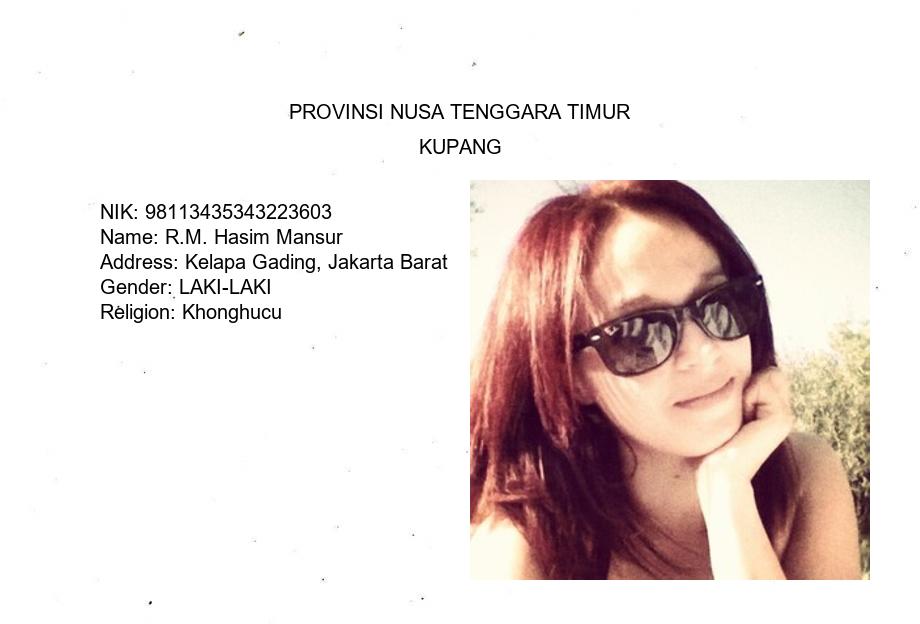 PROVINSI NUSA TENGGARA TIMUR
KUPANG
NIK: 98113435343223603
Name: R.M. Hasim Mansur
Address: Kelapa Gading, Jakarta Barat
Gender: LAKI-LAKI
Religion: Khonghucu